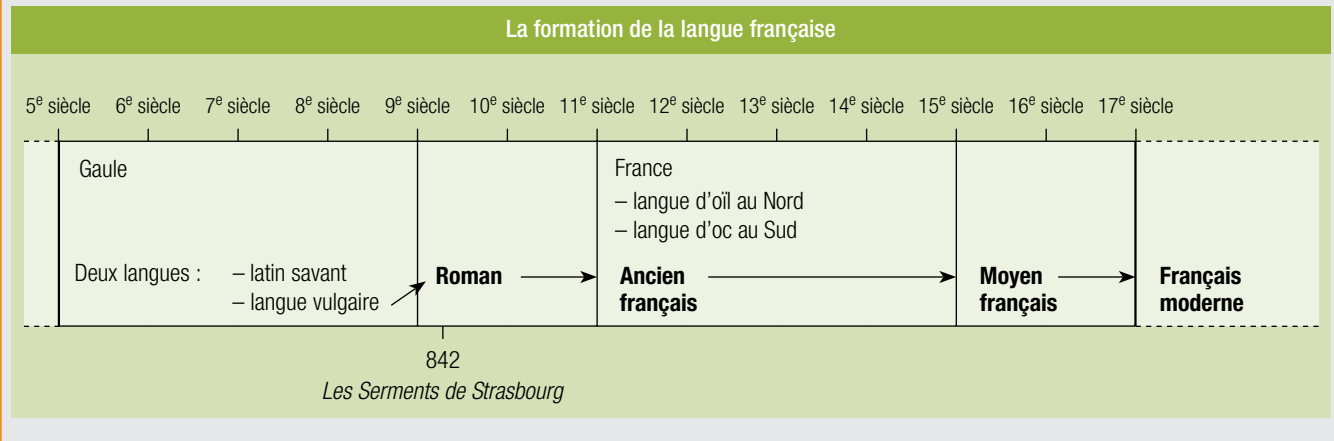 La formation de la langue française
5e siècle 6e siècle 7e siècle 8e siècle 9e siècle 10e siècle 11e siècle 12e siècle 13e siècle 14e siècle 15e siècle 16e siècle 17e siècle
Gaule
Deux langues :
– latin savant
– langue vulgaire
Roman
France
– langue d'oïl au Nord
– langue d'oc au Sud
Ancien
français
Moyen
français
Français
moderne
842
Les Serments de Strasbourg